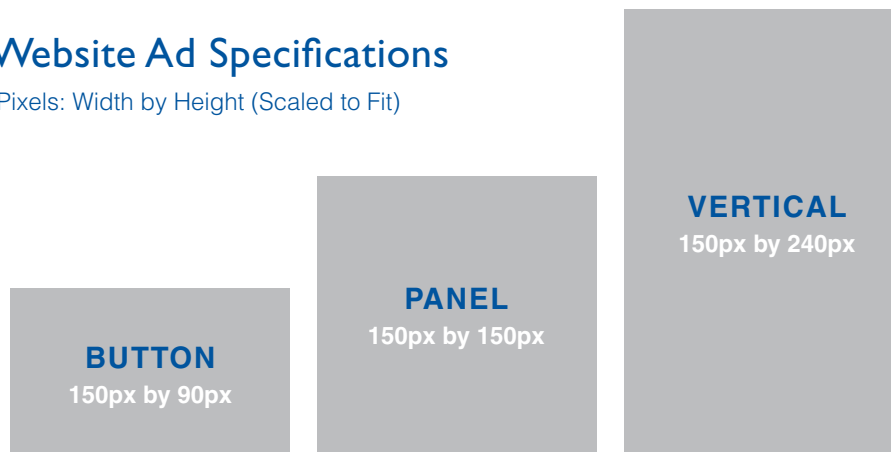 Website Ad Specifications
Pixels: Width by Height (Scaled to Fit)
VERTICAL
150px by 240px
PANEL
150px by 150px
BUTTON
150px by 90px